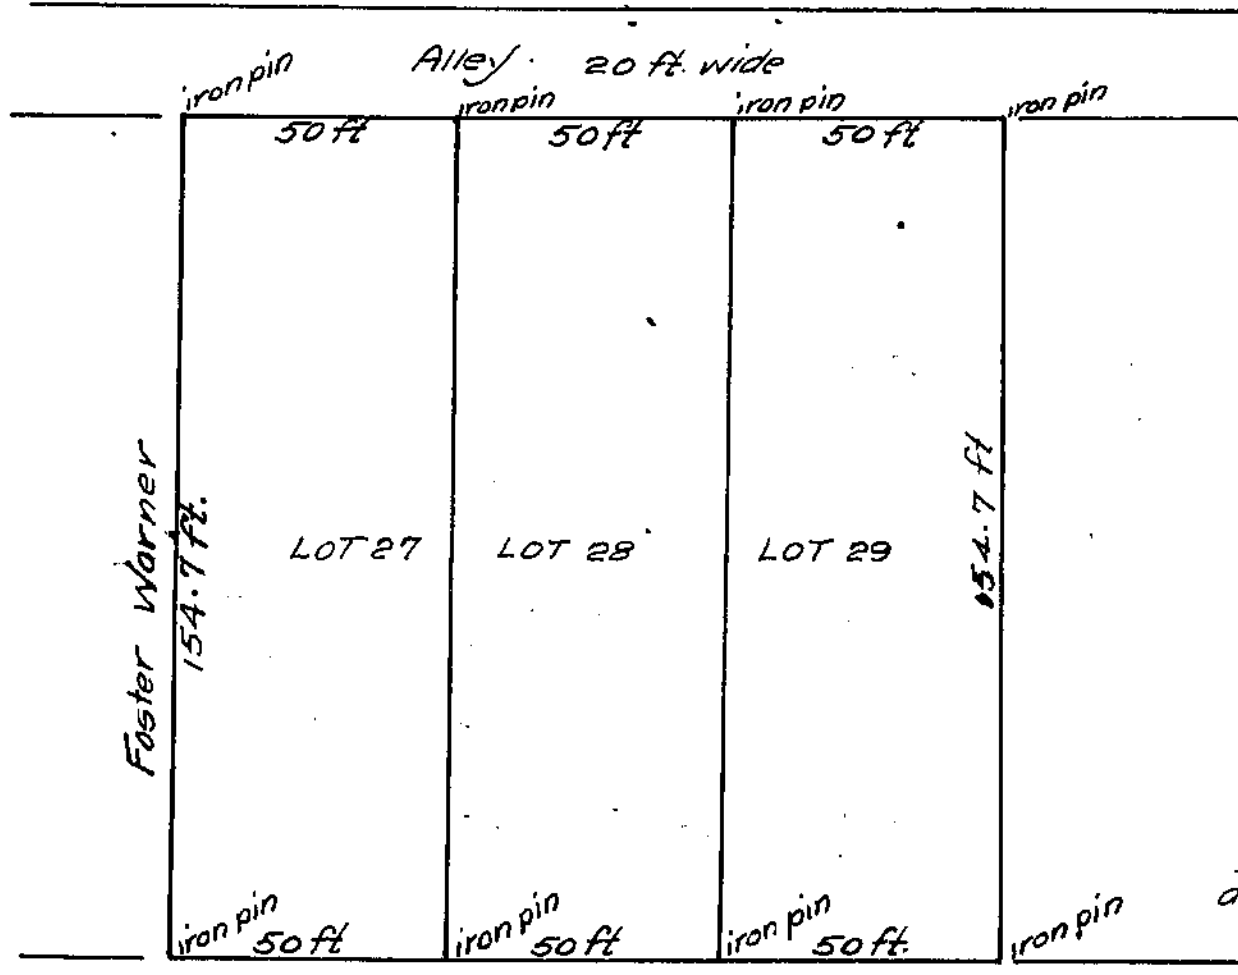 Alley. 20 ft. wide
iron pin
iron pin
iron pin
iron pin
50 ft
50 ft
50 ft
Foster Warner
154.7 ft.
LOT 27
LOT 28
LOT 29
154.7 ft
iron pin
iron pin
iron pin
iron pin
50 ft
50 ft
50 ft.